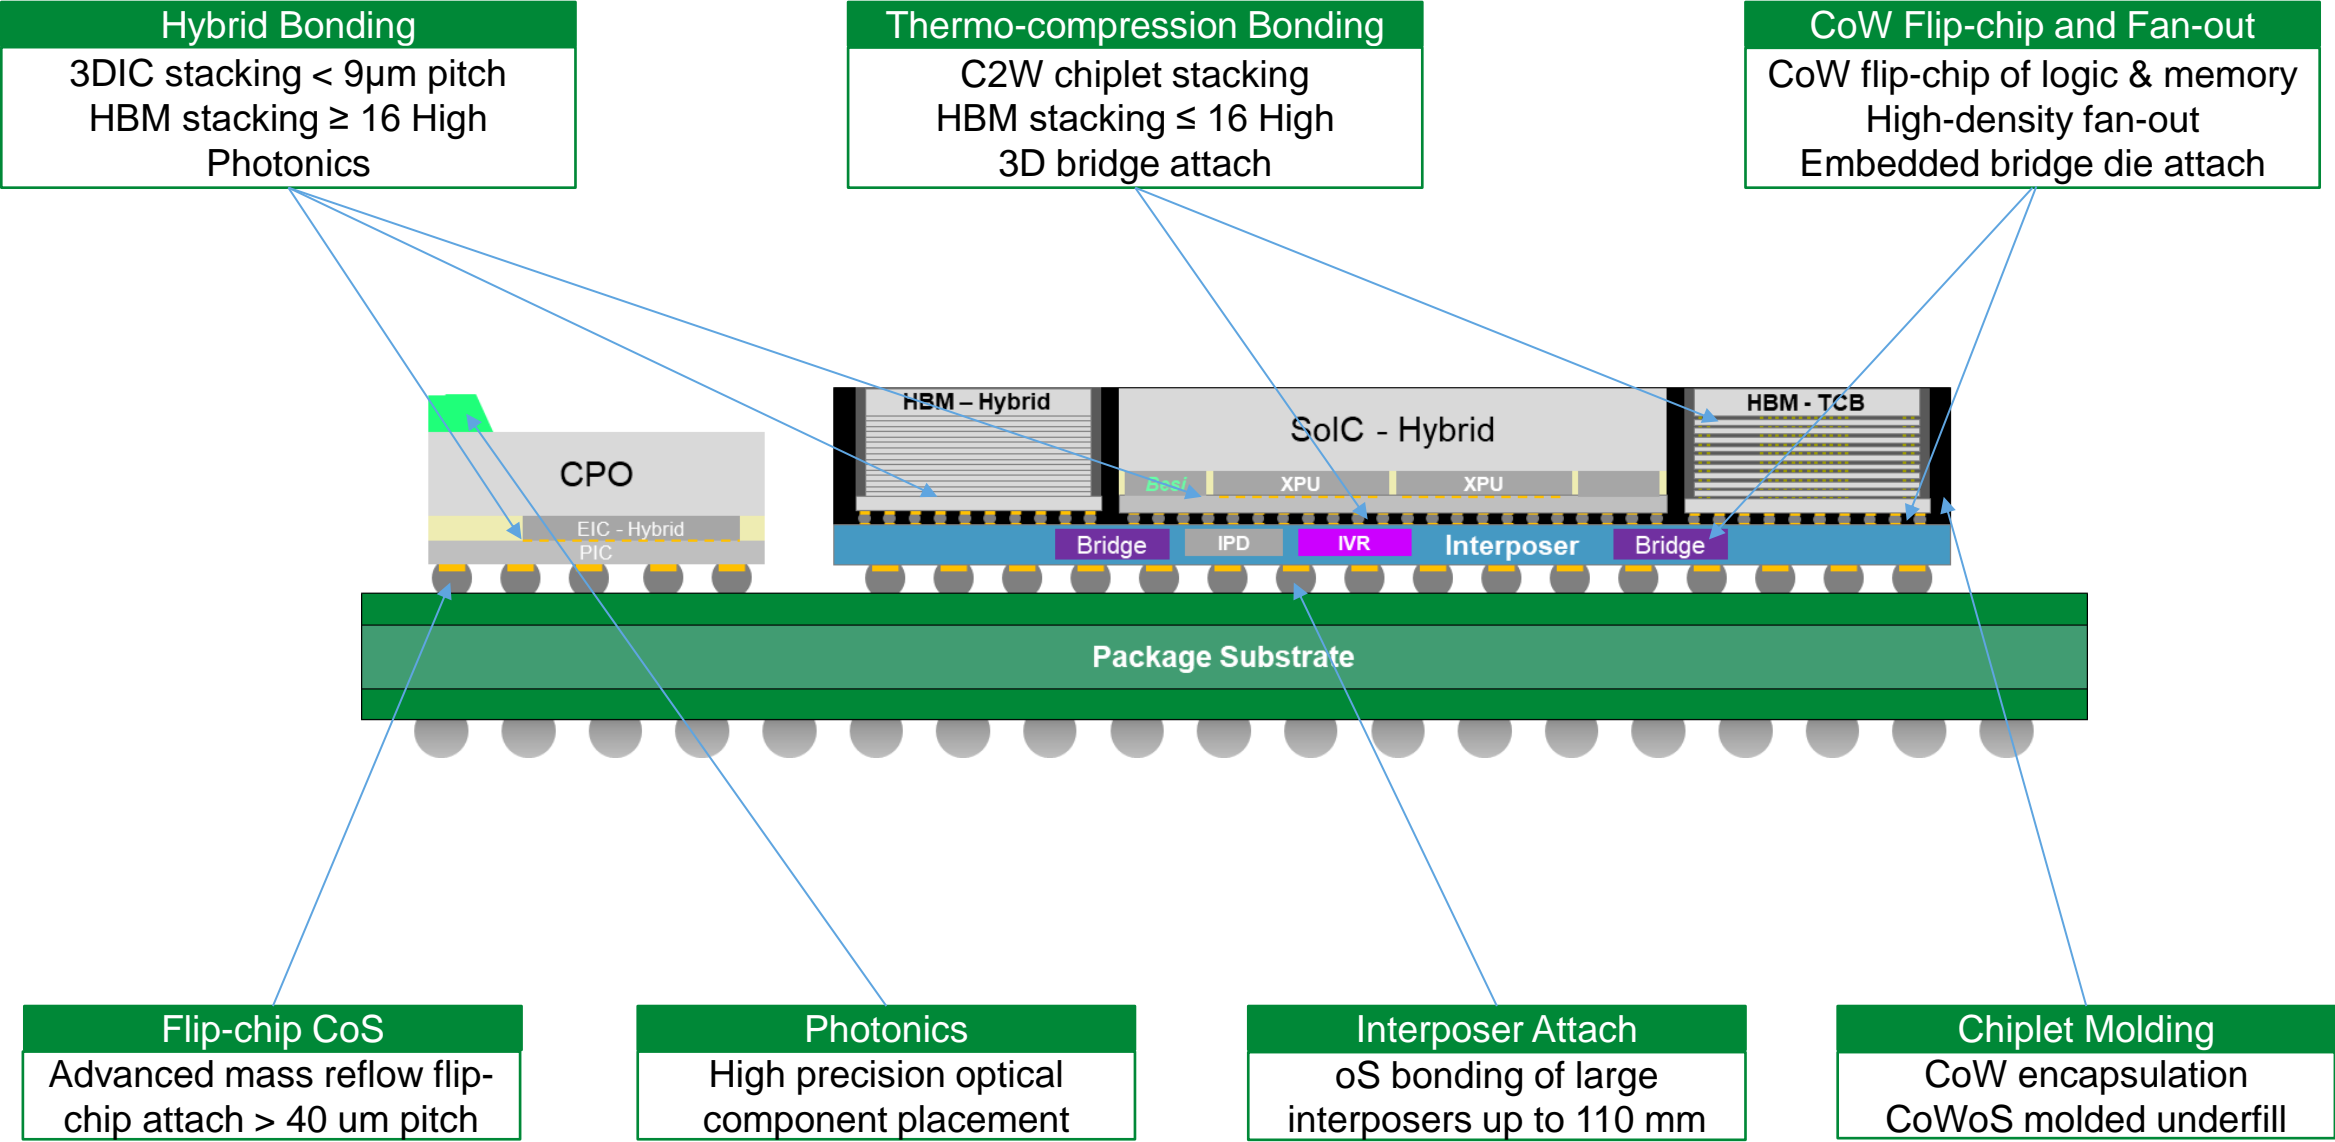 Hybrid Bonding
3DIC stacking < 9µm pitch
HBM stacking ≥ 16 High
Photonics
Thermo-compression Bonding
C2W chiplet stacking
HBM stacking ≤ 16 High
3D bridge attach
CoW Flip-chip and Fan-out
CoW flip-chip of logic & memory
High-density fan-out
Embedded bridge die attach
CPO
EIC - Hybrid
PIC
HBM – Hybrid
SoIC - Hybrid
Besi
XPU
XPU
HBM - TCB
Bridge
IPD
IVR
Interposer
Bridge
Package Substrate
Flip-chip CoS
Advanced mass reflow flip-
chip attach > 40 um pitch
Photonics
High precision optical
component placement
Interposer Attach
oS bonding of large
interposers up to 110 mm
Chiplet Molding
CoW encapsulation
CoWoS molded underfill